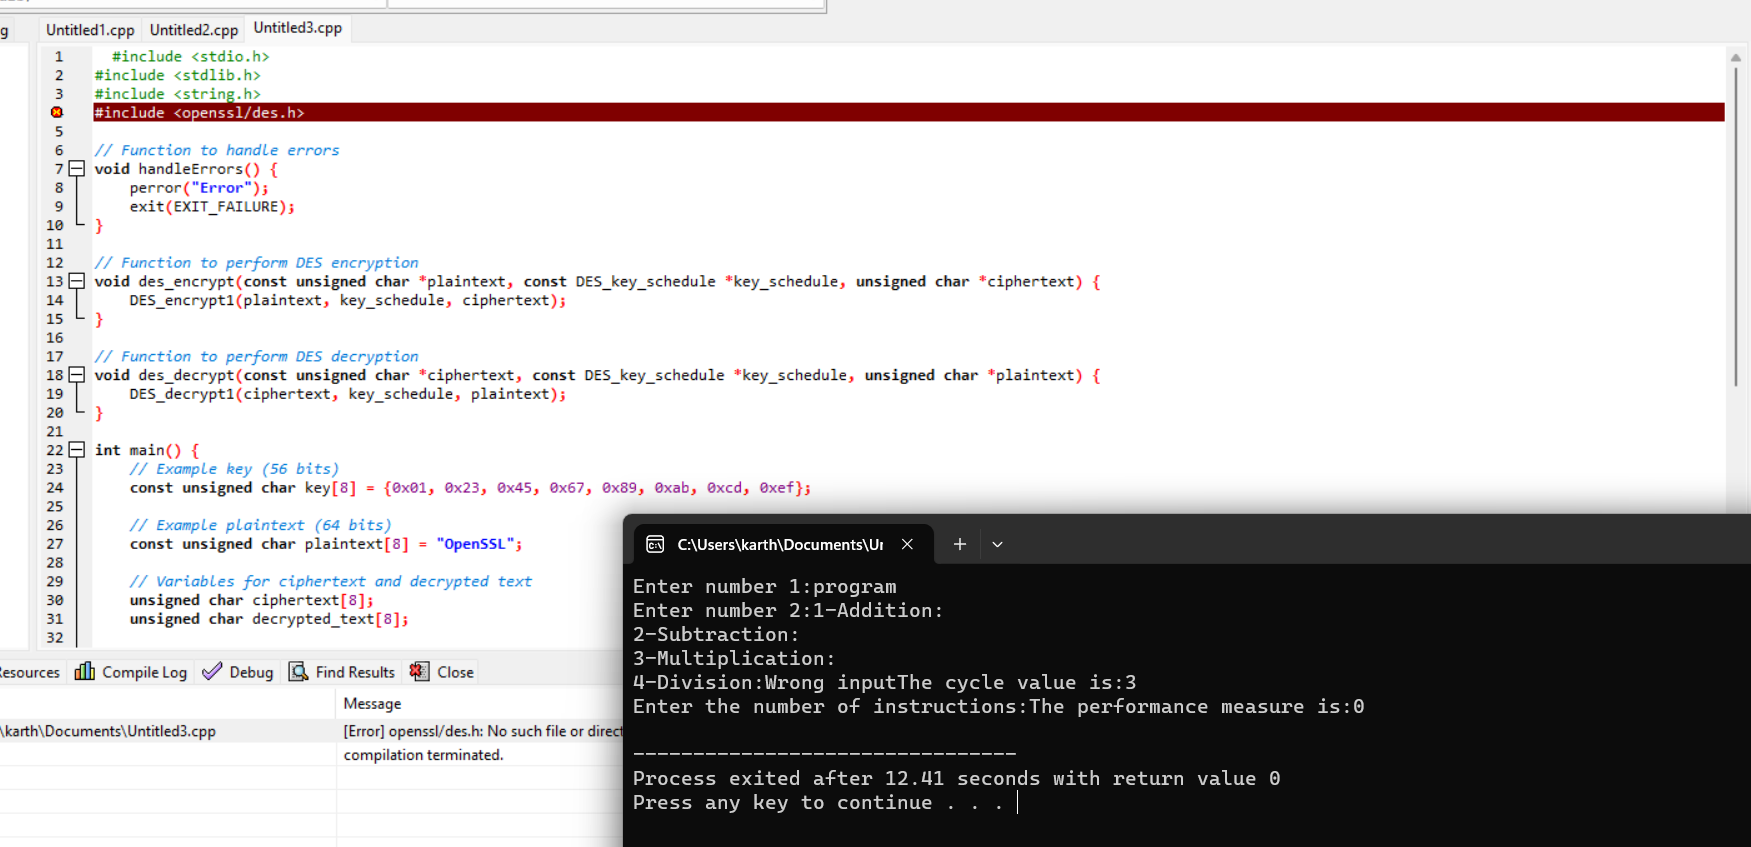 Untitled1.cpp Untitled2.cpp Untitled3.cpp
1 #include <stdio.h>
2 #include <stdlib.h>
3 #include <string.h>
#include <openssl/des.h>
5
6 // Function to handle errors
7 void handleErrors() {
8 perror("Error");
9 exit(EXIT_FAILURE);
10 }
11
12 // Function to perform DES encryption
13 void des_encrypt(const unsigned char *plaintext, const DES_key_schedule *key_schedule, unsigned char *ciphertext) {
14 DES_encrypt1(plaintext, key_schedule, ciphertext);
15 }
16
17 // Function to perform DES decryption
18 void des_decrypt(const unsigned char *ciphertext, const DES_key_schedule *key_schedule, unsigned char *plaintext) {
19 DES_decrypt1(ciphertext, key_schedule, plaintext);
20 }
21
22 int main() {
23 // Example key (56 bits)
24 const unsigned char key[8] = {0x01, 0x23, 0x45, 0x67, 0x89, 0xab, 0xcd, 0xef};
25
26 // Example plaintext (64 bits)
27 const unsigned char plaintext[8] = "OpenSSL";
28
29 // Variables for ciphertext and decrypted text
30 unsigned char ciphertext[8];
31 unsigned char decrypted_text[8];
32
esources Compile Log Debug Find Results Close
Message
\karth\Documents\Untitled3.cpp [Error] openssl/des.h: No such file or direct
compilation terminated.
C:\Users\karth\Documents\Ur
Enter number 1:program
Enter number 2:1-Addition:
2-Subtraction:
3-Multiplication:
4-Division:Wrong inputThe cycle value is:3
Enter the number of instructions:The performance measure is:0
--------------------------------
Process exited after 12.41 seconds with return value 0
Press any key to continue . . .